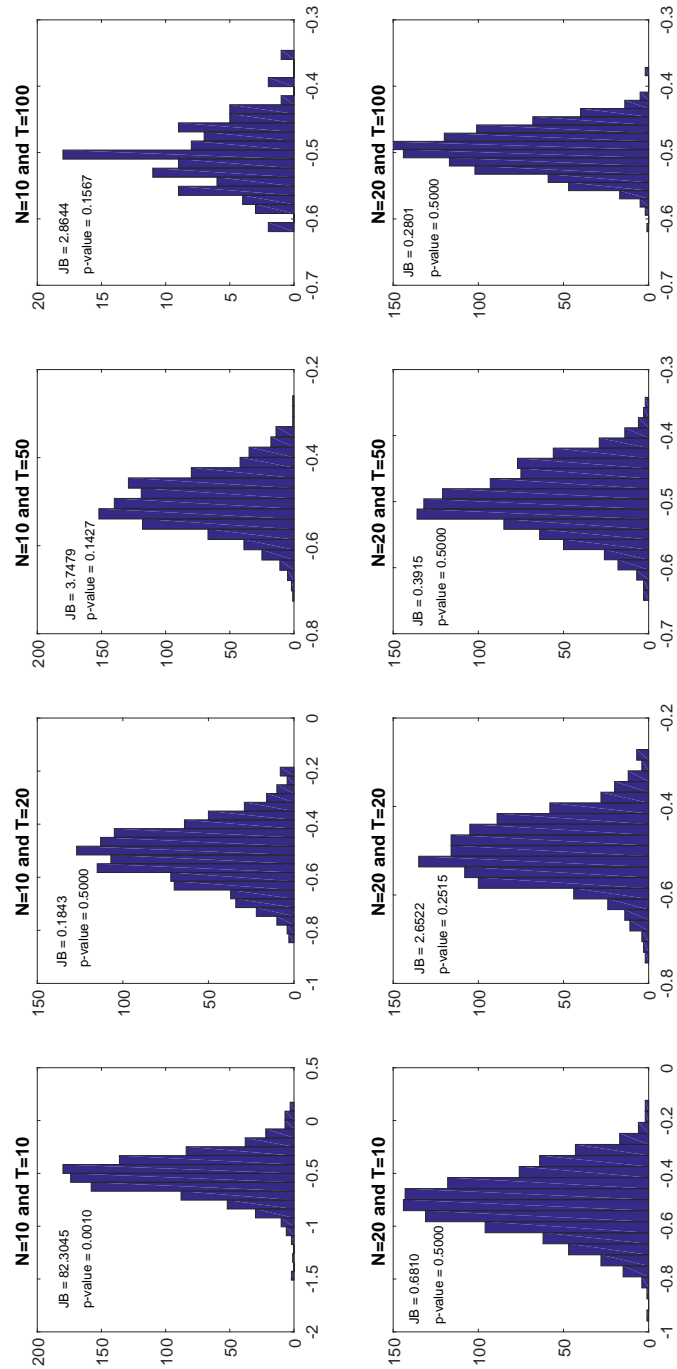 N=10 and T=10
200
150
100
50
0
JB = 82.3045
p-value = 0.0010
-2 -1.5 -1 -0.5 0 0.5
N=10 and T=20
150
100
50
0
JB = 0.1843
p-value = 0.5000
-1 -0.8 -0.6 -0.4 -0.2 0
N=10 and T=50
200
150
100
50
0
JB = 3.7479
p-value = 0.1427
-0.8 -0.6 -0.4 -0.2
N=10 and T=100
20
15
10
5
0
JB = 2.8644
p-value = 0.1567
-0.7 -0.6 -0.5 -0.4 -0.3
N=20 and T=10
150
100
50
0
JB = 0.6810
p-value = 0.5000
-1 -0.8 -0.6 -0.4 -0.2 0
N=20 and T=20
150
100
50
0
JB = 2.6522
p-value = 0.2515
-0.8 -0.6 -0.4 -0.2
N=20 and T=50
150
100
50
0
JB = 0.3915
p-value = 0.5000
-0.7 -0.6 -0.5 -0.4 -0.3
N=20 and T=100
150
100
50
0
JB = 0.2801
p-value = 0.5000
-0.7 -0.6 -0.5 -0.4 -0.3